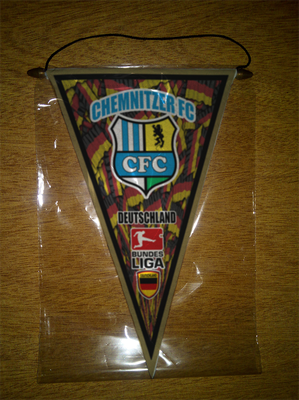 CHEMNITZER FC
CFC
DEUTSCHLAND
BUNDES
LIGA